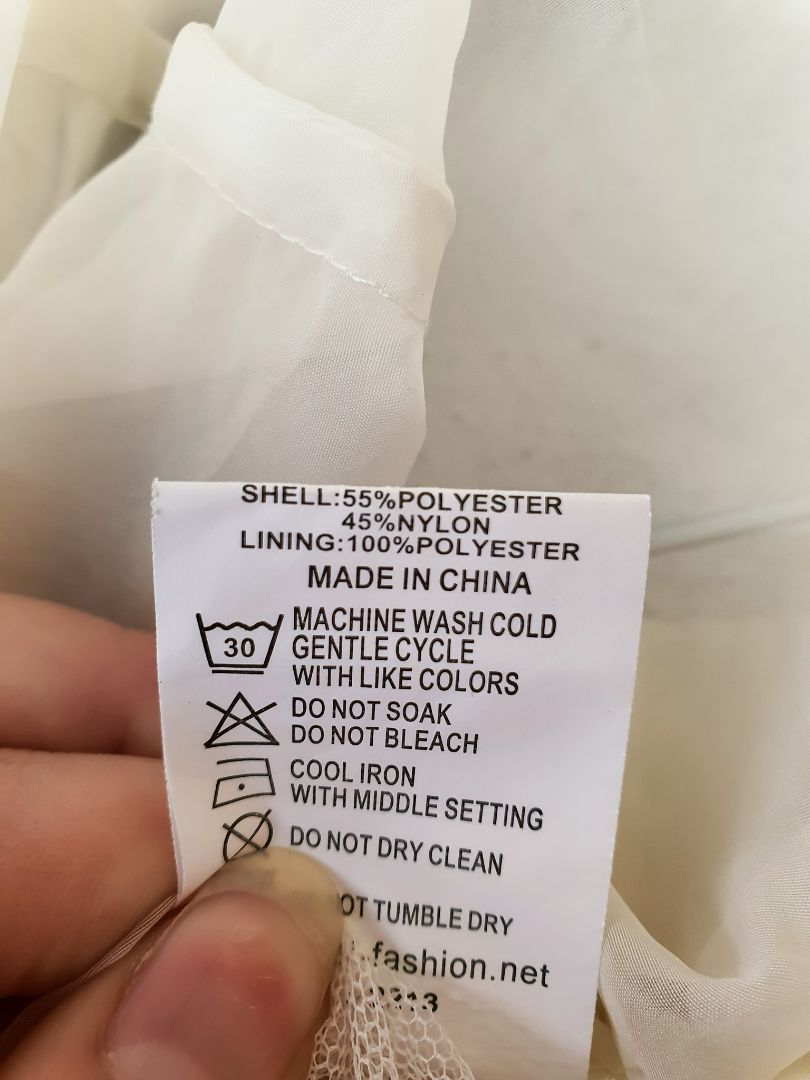 SHELL:55%POLYESTER
45%NYLON
LINING:100%POLYESTER
MADE IN CHINA
30
MACHINE WASH COLD
GENTLE CYCLE
WITH LIKE COLORS
DO NOT SOAK
DO NOT BLEACH
COOL IRON
WITH MIDDLE SETTING
DO NOT DRY CLEAN
OT TUMBLE DRY
-fashion.net